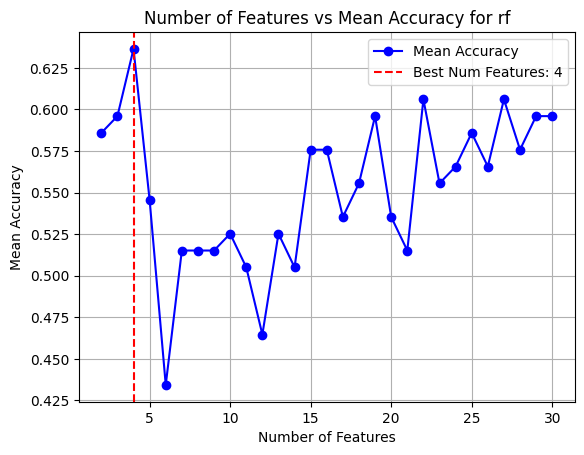 Number of Features vs Mean Accuracy for rf
Mean Accuracy
Best Num Features: 4
Mean Accuracy
0.625
0.600
0.575
0.550
0.525
0.500
0.475
0.450
0.425
5 10 15 20 25 30
Number of Features